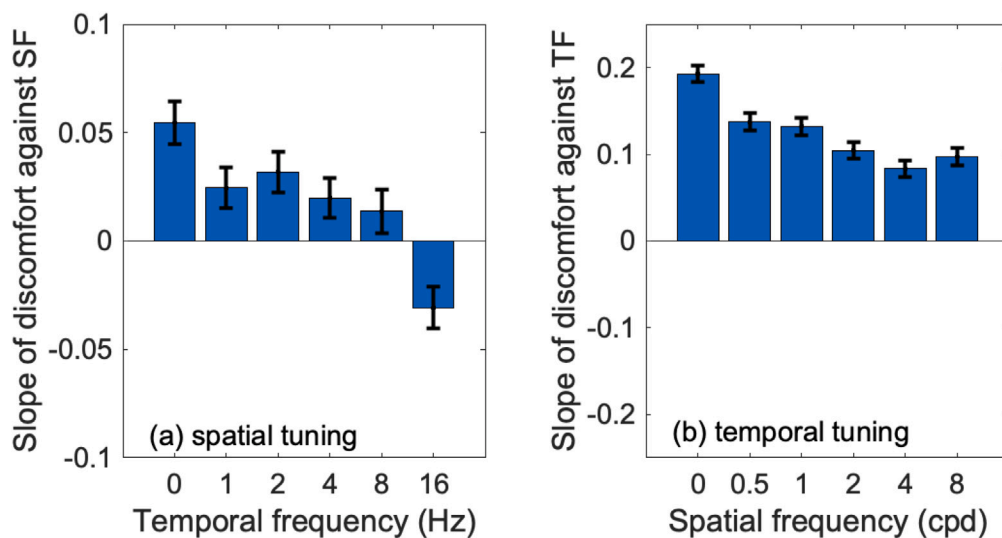 Slope of discomfort against SF
0.1
0.05
0
-0.05
-0.1
(a) spatial tuning
0 1 2 4 8 16
Temporal frequency (Hz)
Slope of discomfort against TF
0.2
0.1
0
-0.1
-0.2
(b) temporal tuning
0 0.5 1 2 4 8
Spatial frequency (cpd)